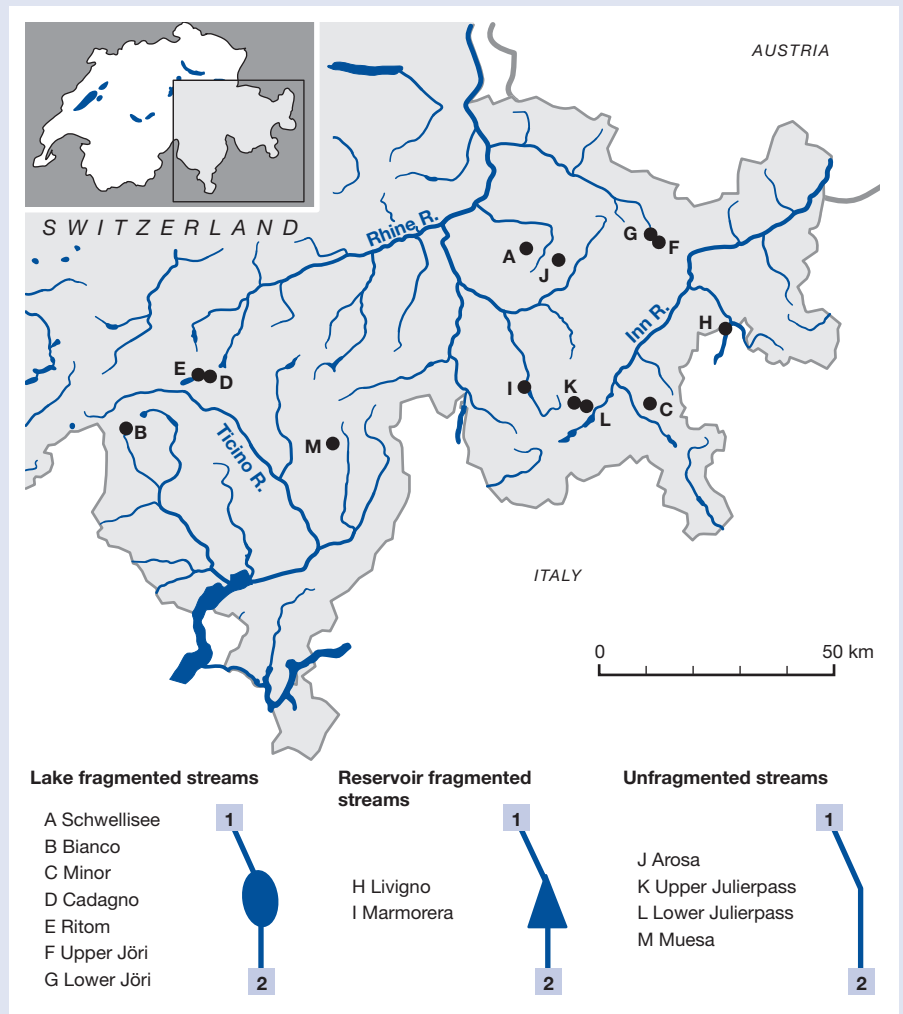 AUSTRIA
SWITZERLAND
Rhine R.
G
F
A
J
Inn R.
H
E
D
I
K
L
C
B
M
Ticino R.
ITALY
0
50 km
Lake fragmented streams
A Schwellisee
B Bianco
C Minor
D Cadagno
E Ritom
F Upper Jöri
G Lower Jöri
1
2
Reservoir fragmented
streams
H Livigno
I Marmorera
1
2
Unfragmented streams
J Arosa
K Upper Julierpass
L Lower Julierpass
M Muesa
1
2